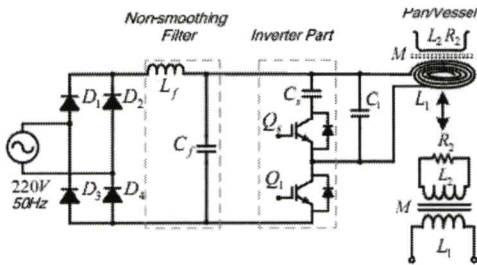 Non-smoothing
Filter
Inverter Part
Pan/Vessel
L2 R2
M
D1
D2
Lf
Cs
C1
L1
Qs
R2
Cf
L2
220V
50Hz
D3
D4
Q1
M
L1